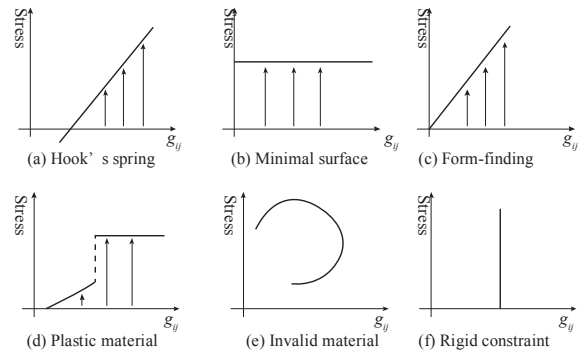 Stress
Stress
Stress
g_ij
g_ij
g_ij
(a) Hook’ s spring
(b) Minimal surface
(c) Form-finding
Stress
Stress
Stress
g_ij
g_ij
g_ij
(d) Plastic material
(e) Invalid material
(f) Rigid constraint